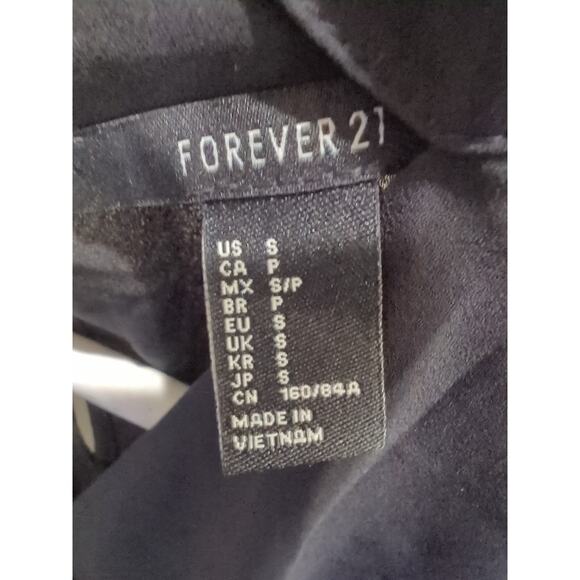 FOREVER 21
US S
CA P
MX S/P
BR P
EU S
UK S
KR S
JP S
CN 160/84A
MADE IN
VIETNAM